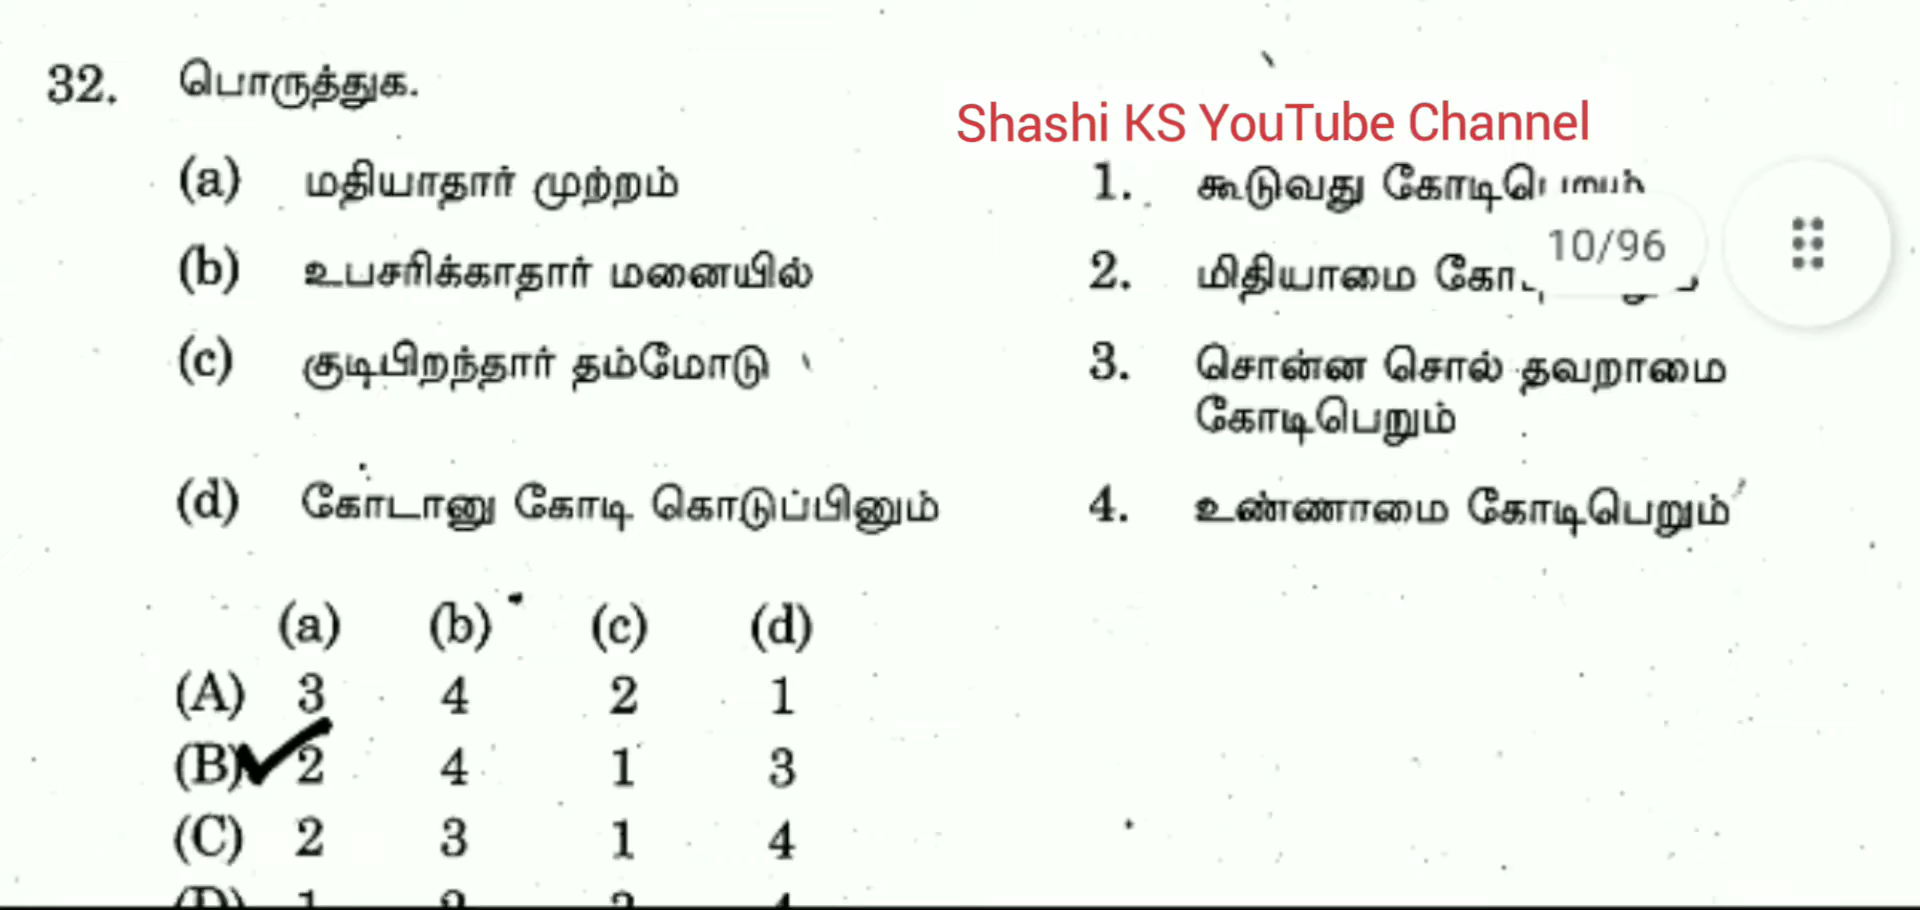 32. பொருத்துக.
Shashi KS YouTube Channel
(a) மதியாதார் முற்றம் 1. கூடுவது
(b) உபசரிக்காதார் மனையில் 2. மிதியாமை
10/96
(c) குடிபிறந்தார் தம்மோடு 3. சொன்ன சொல் தவறாமை
கோடிபெறும்
(d) கோடானு கோடி கொடுப்பினும் 4. உண்ணாமை கோடிபெறும்
(a) (b) (c) (d)
(A) 3 4 2 1
(B) 2 4 1 3
(C) 2 3 1 4